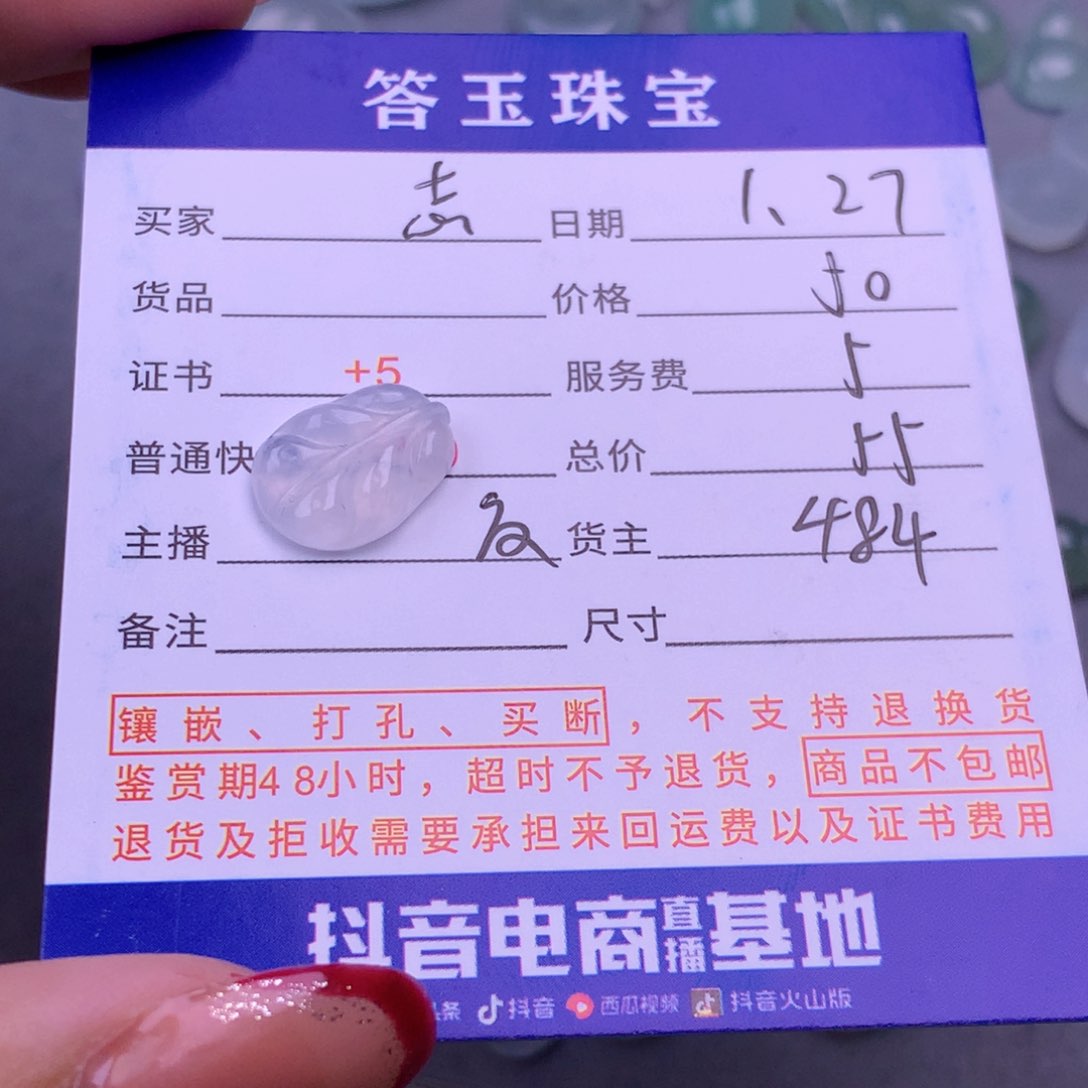 答玉珠宝
买家 志 日期 1、27
货品 价格 50
证书 +5 服务费 5
普通快 总价 55
主播 货主 484
备注 尺寸
镶嵌、打孔、买断，不支持退换货
鉴赏期48小时，超时不予退货，商品不包邮
退货及拒收需要承担来回运费以及证书费用
抖音电商直播基地
条 抖音 西瓜视频 抖音火山版